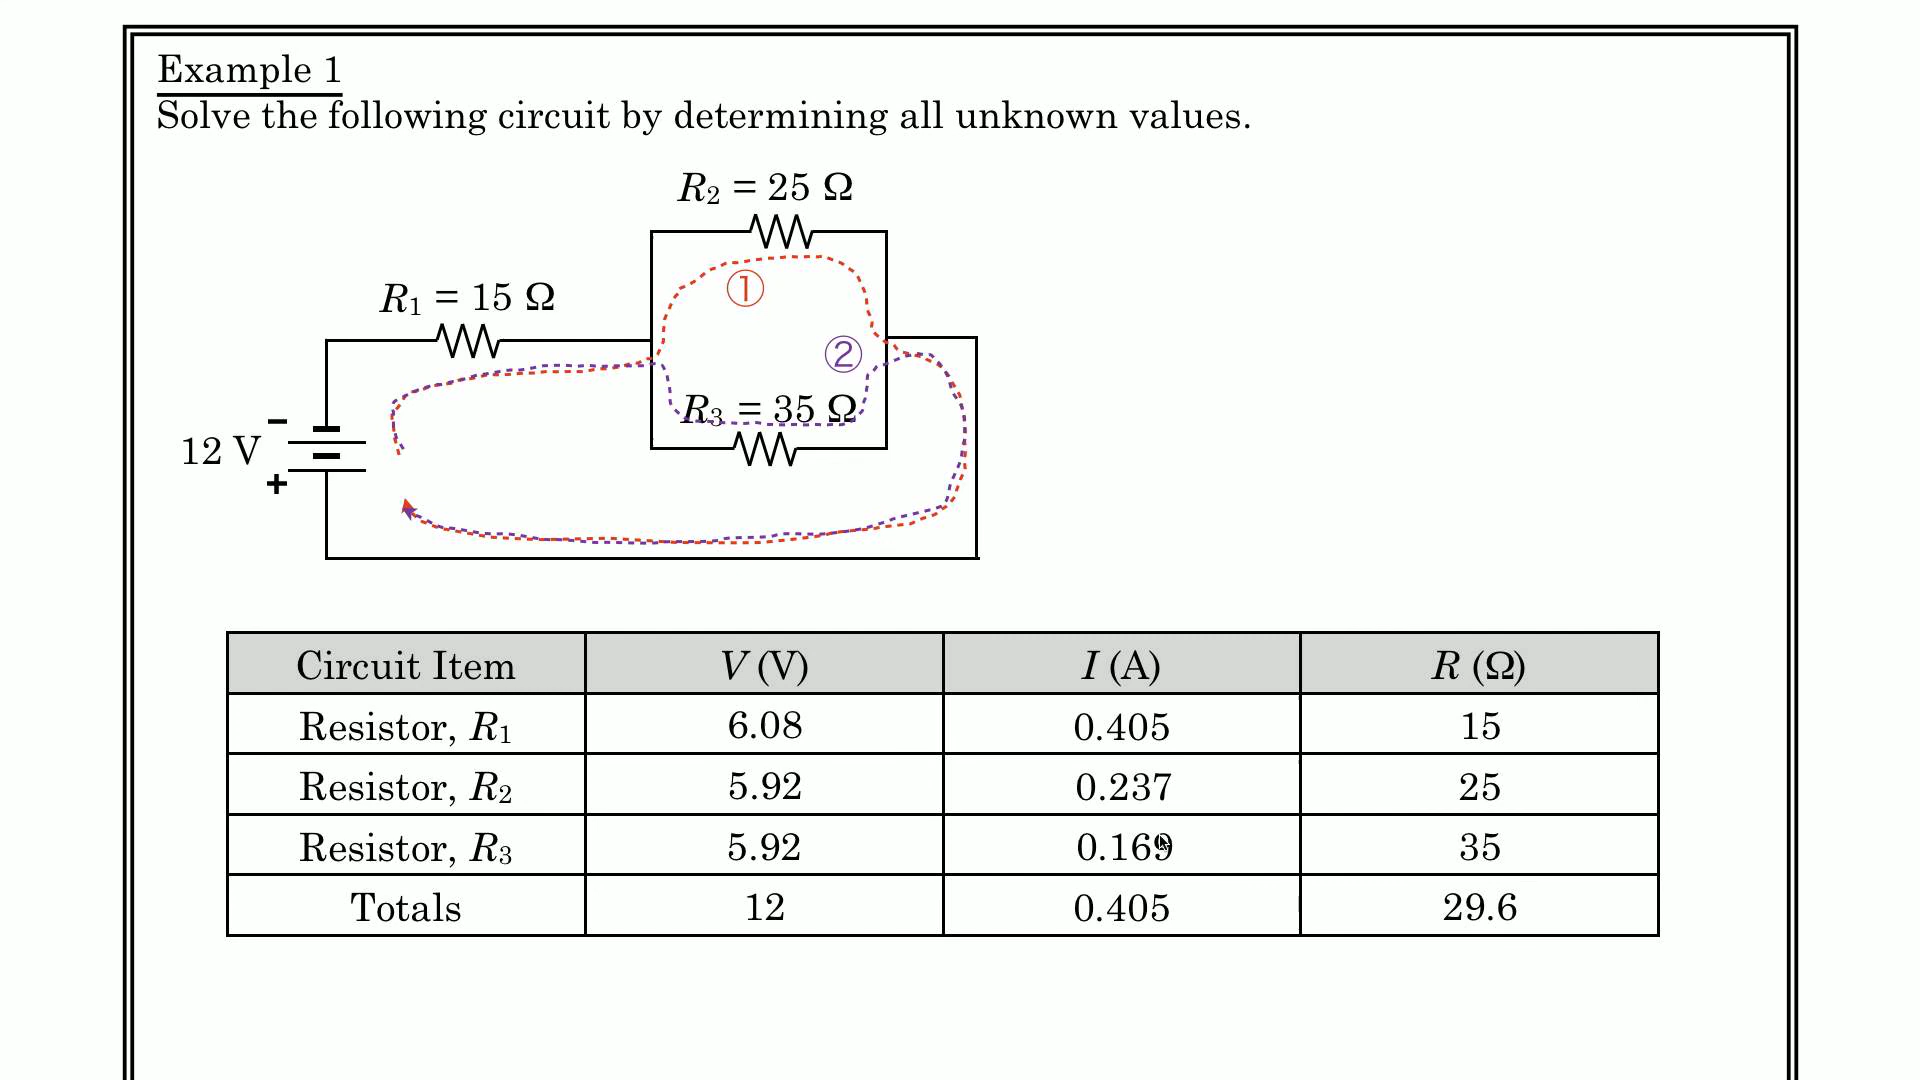 Example 1
Solve the following circuit by determining all unknown values.
R₂ = 25 Ω
①
R₁ = 15 Ω
②
R₃ = 35 Ω
−
12 V
+
Circuit Item V (V) I (A) R (Ω)
Resistor, R₁ 6.08 0.405 15
Resistor, R₂ 5.92 0.237 25
Resistor, R₃ 5.92 0.169 35
Totals 12 0.405 29.6